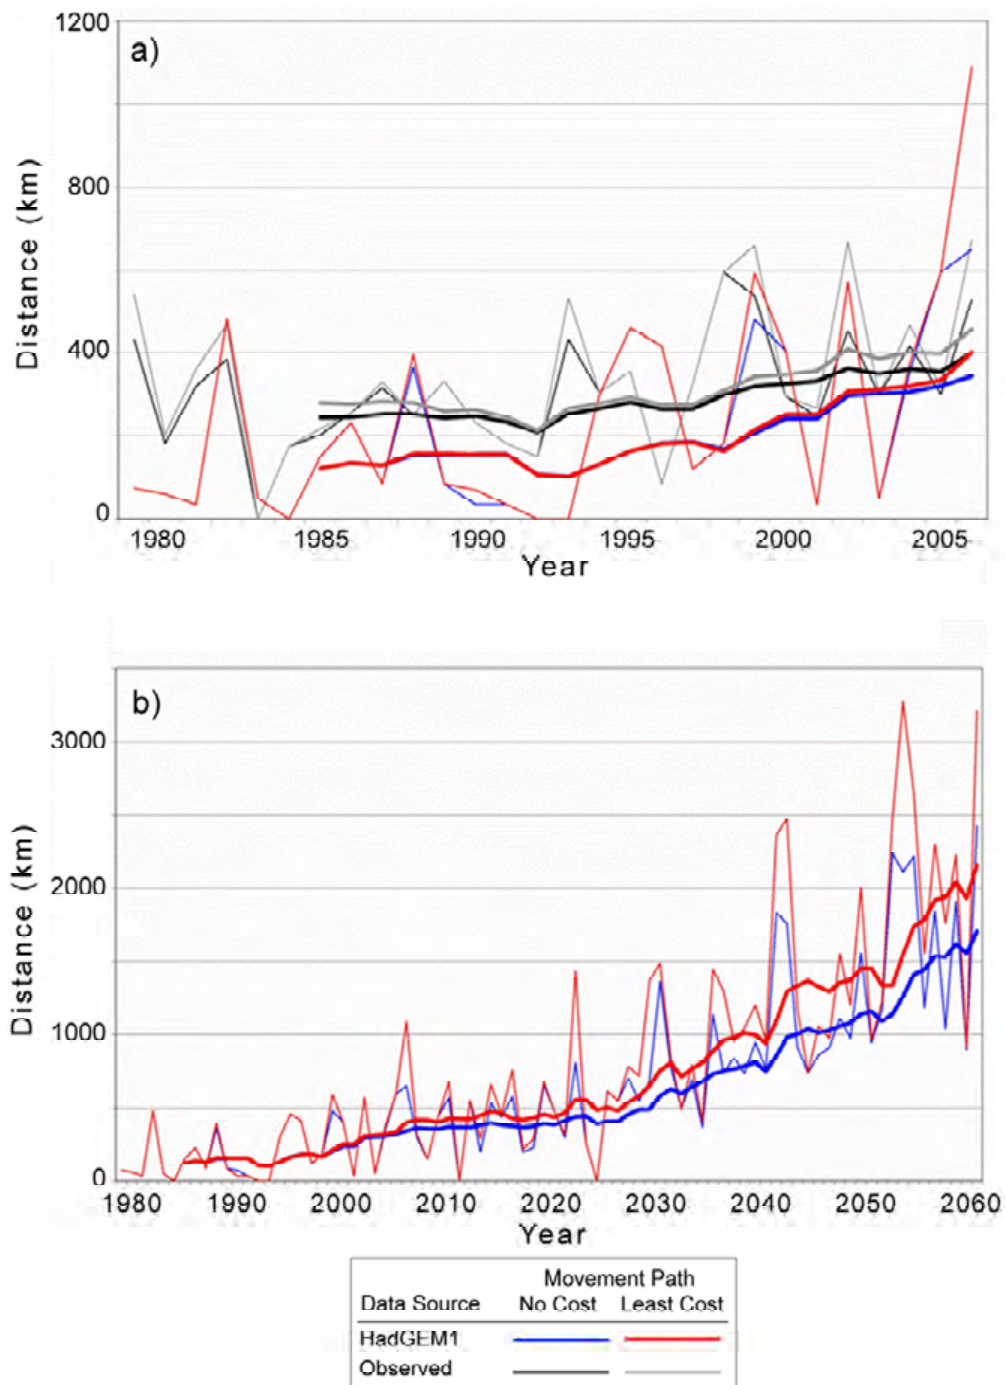 1200
a)
800
400
0
Distance (km)
1980 1985 1990 1995 2000 2005
Year
b)
3000
2000
1000
0
Distance (km)
1980 1990 2000 2010 2020 2030 2040 2050 2060
Year
Movement Path
Data Source No Cost Least Cost
HadGEM1
Observed